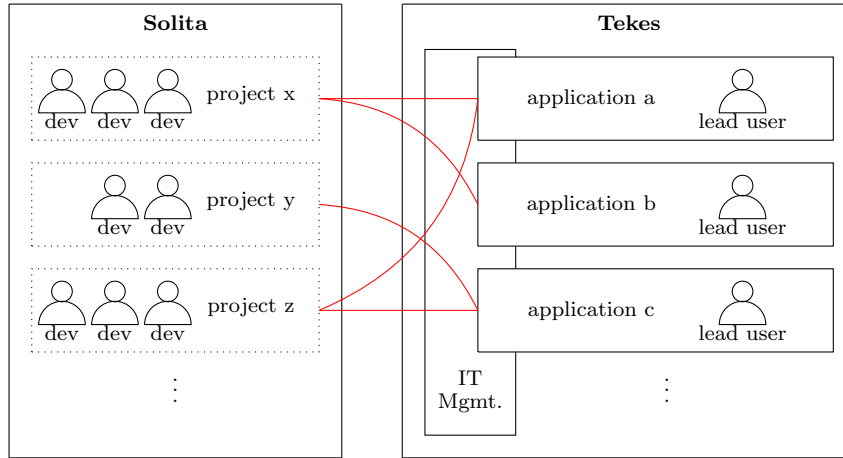 Solita
dev dev dev project x
dev dev project y
dev dev dev project z
⋮
Tekes
application a lead user
application b lead user
application c lead user
IT
Mgmt.
⋮